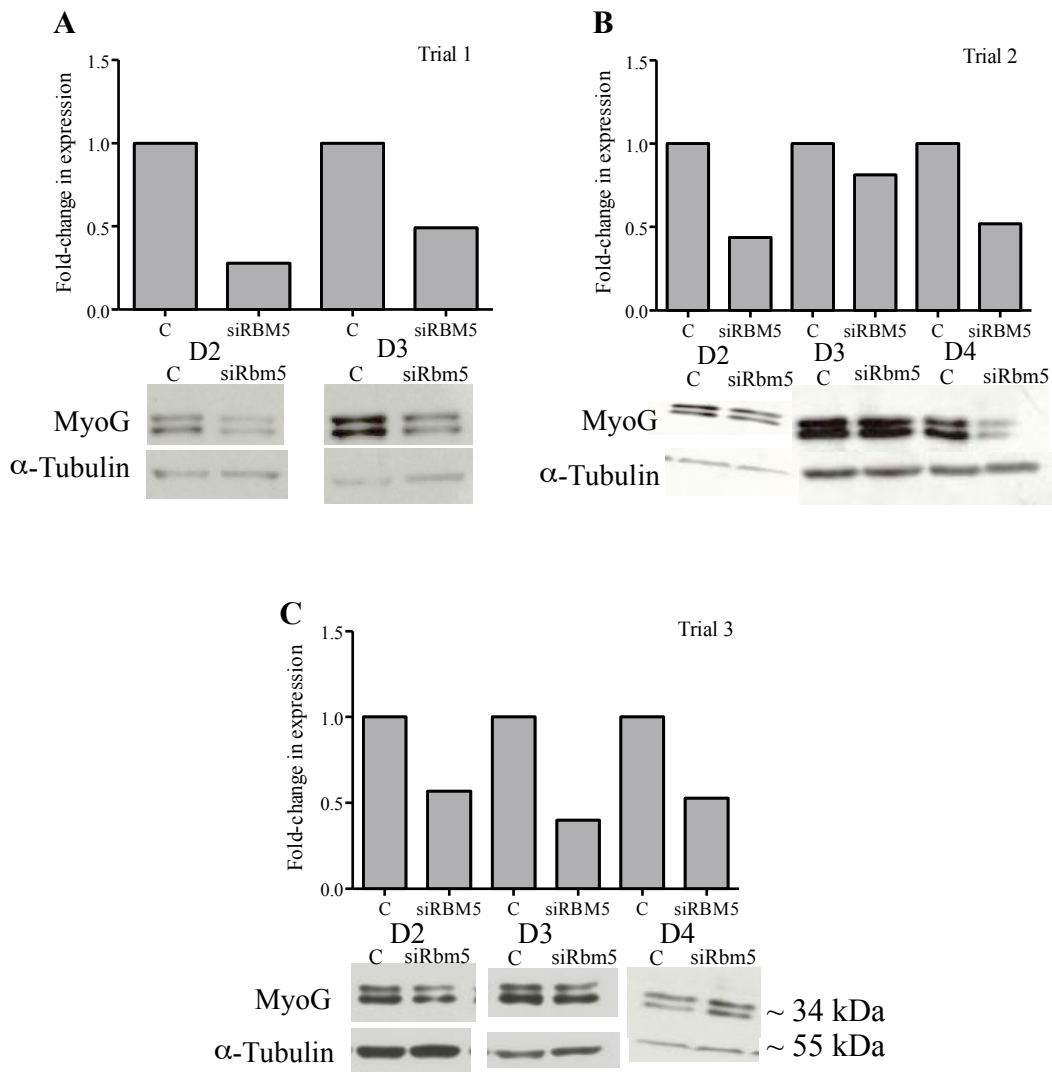 A
Trial 1
Fold-change in expression
1.5
1.0
0.5
0.0
C siRBM5 C siRBM5
D2 D3
C siRbm5 C siRbm5
MyoG
α-Tubulin
B
Trial 2
Fold-change in expression
1.5
1.0
0.5
0.0
C siRBM5 C siRBM5 C siRBM5
D2 D3 D4
C siRbm5 C siRbm5 C siRbm5
MyoG
α-Tubulin
C
Trial 3
Fold-change in expression
1.5
1.0
0.5
0.0
C siRBM5 C siRBM5 C siRBM5
D2 D3 D4
C siRbm5 C siRbm5 C siRbm5
MyoG ~ 34 kDa
α-Tubulin ~ 55 kDa